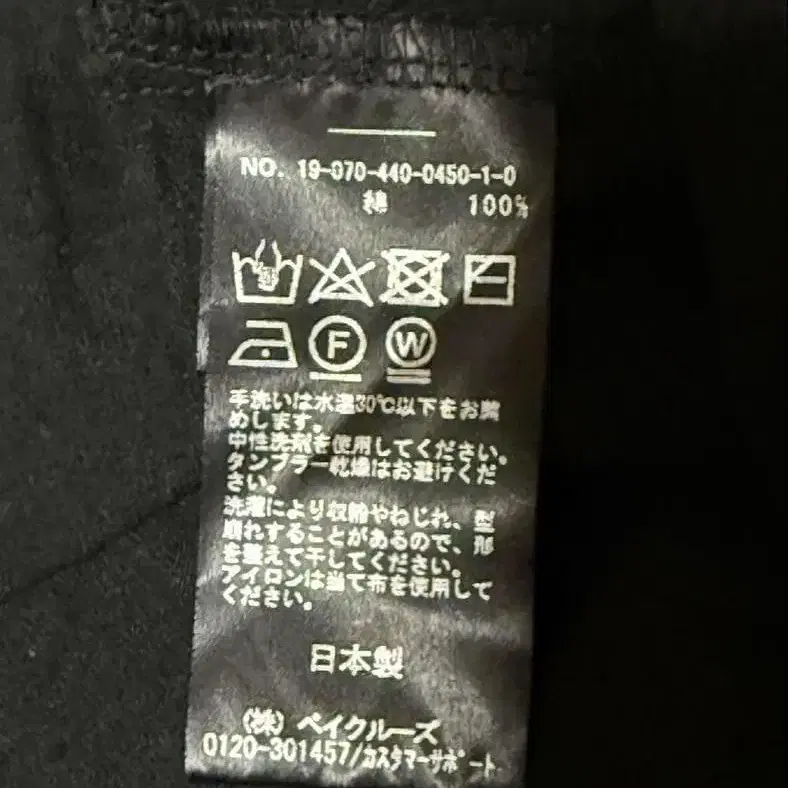 NO. 19-070-440-0450-1-0
綿 100%
F W
手洗いは水温30℃以下をお薦
めします。
中性洗剤を使用してください。
タンブラー乾燥はお避けくだ
さい。
洗濯により収縮やねじれ、型
崩れすることがあるので、形
を整えて干してください。
アイロンは当て布を使用して
ください。
日本製
(株) ベイクルーズ
0120-301457/カスタマーサポート